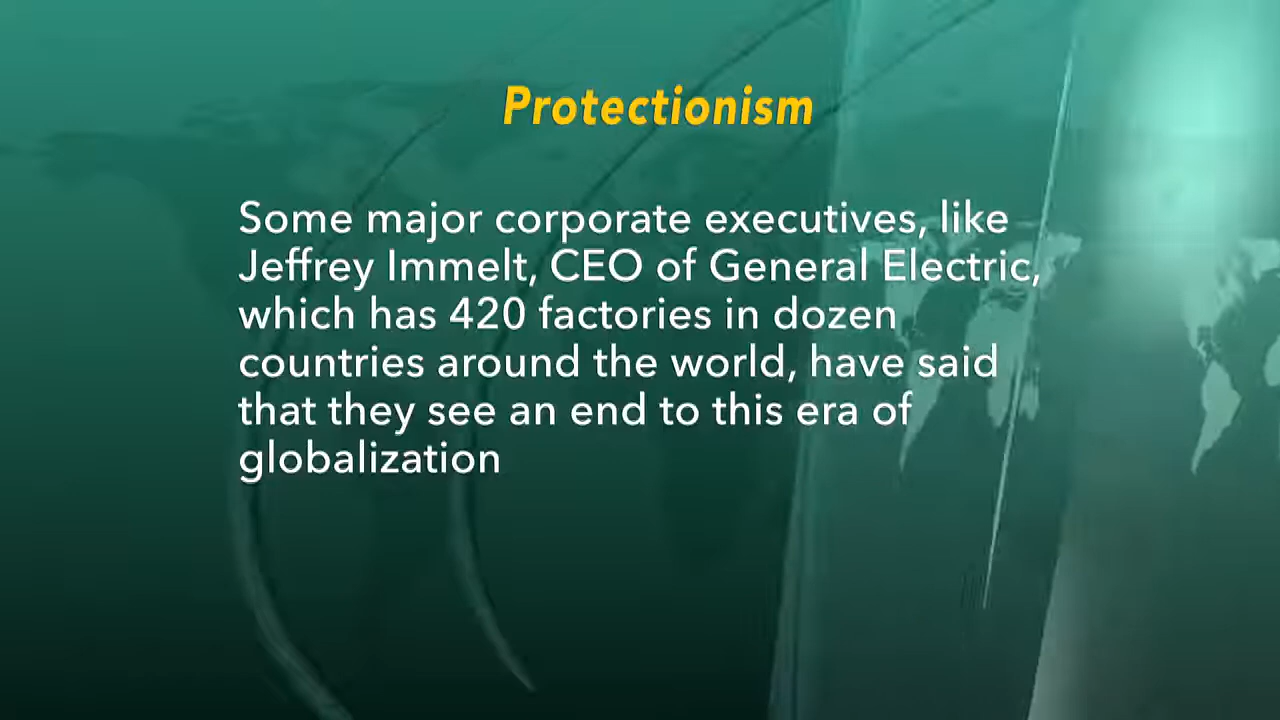 Protectionism
Some major corporate executives, like
Jeffrey Immelt, CEO of General Electric,
which has 420 factories in dozen
countries around the world, have said
that they see an end to this era of
globalization